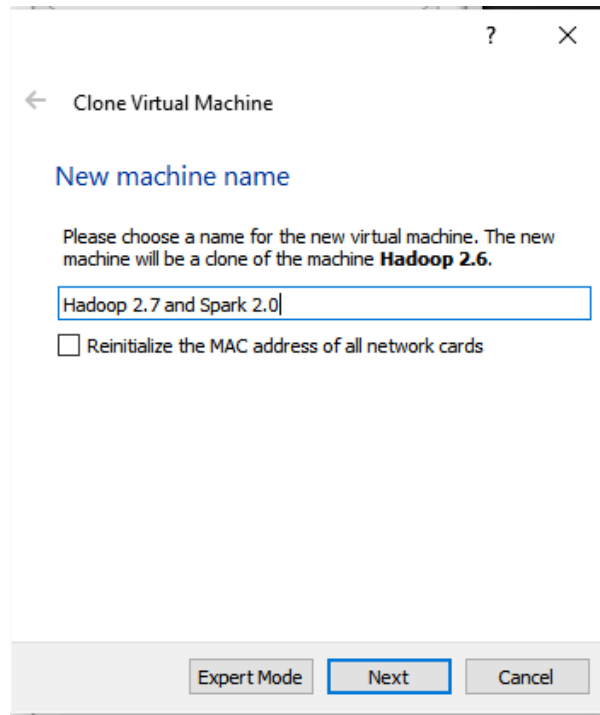 ?
Clone Virtual Machine
New machine name
Please choose a name for the new virtual machine. The new
machine will be a clone of the machine Hadoop 2.6.
Hadoop 2.7 and Spark 2.0
Reinitialize the MAC address of all network cards
Expert Mode Next Cancel